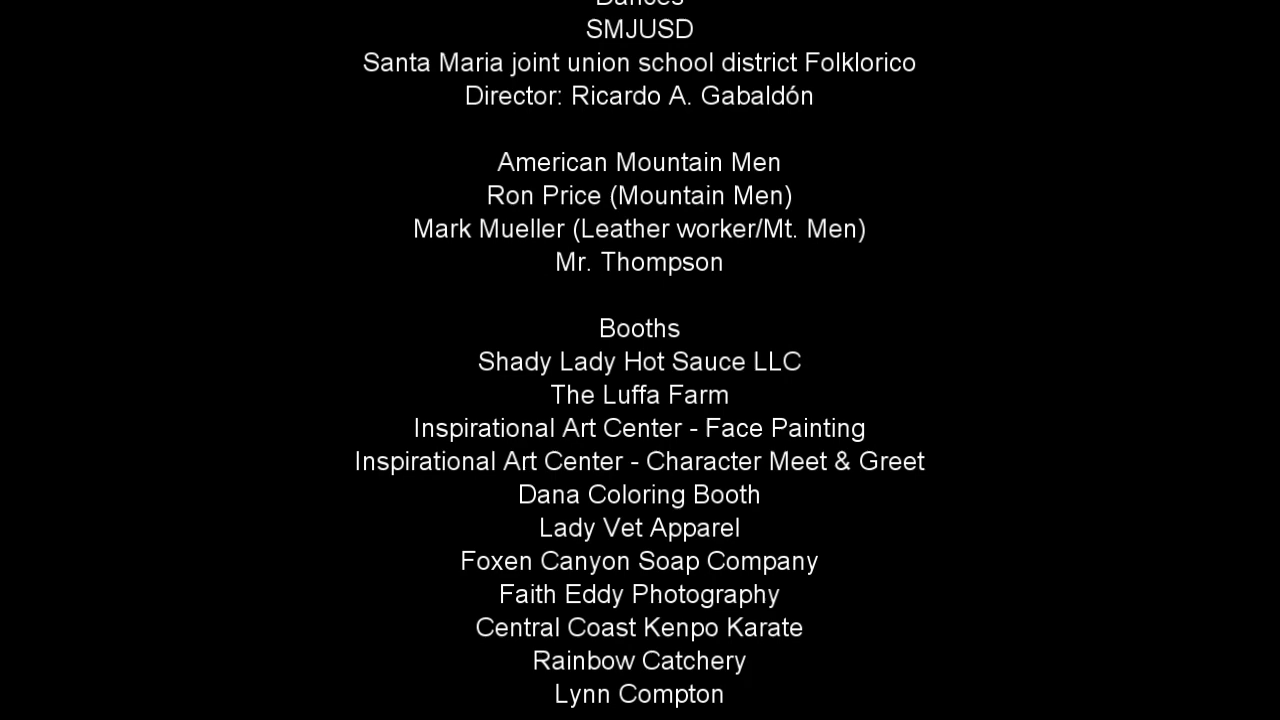 Dances
SMJUSD
Santa Maria joint union school district Folklorico
Director: Ricardo A. Gabaldón
American Mountain Men
Ron Price (Mountain Men)
Mark Mueller (Leather worker/Mt. Men)
Mr. Thompson
Booths
Shady Lady Hot Sauce LLC
The Luffa Farm
Inspirational Art Center - Face Painting
Inspirational Art Center - Character Meet & Greet
Dana Coloring Booth
Lady Vet Apparel
Foxen Canyon Soap Company
Faith Eddy Photography
Central Coast Kenpo Karate
Rainbow Catchery
Lynn Compton